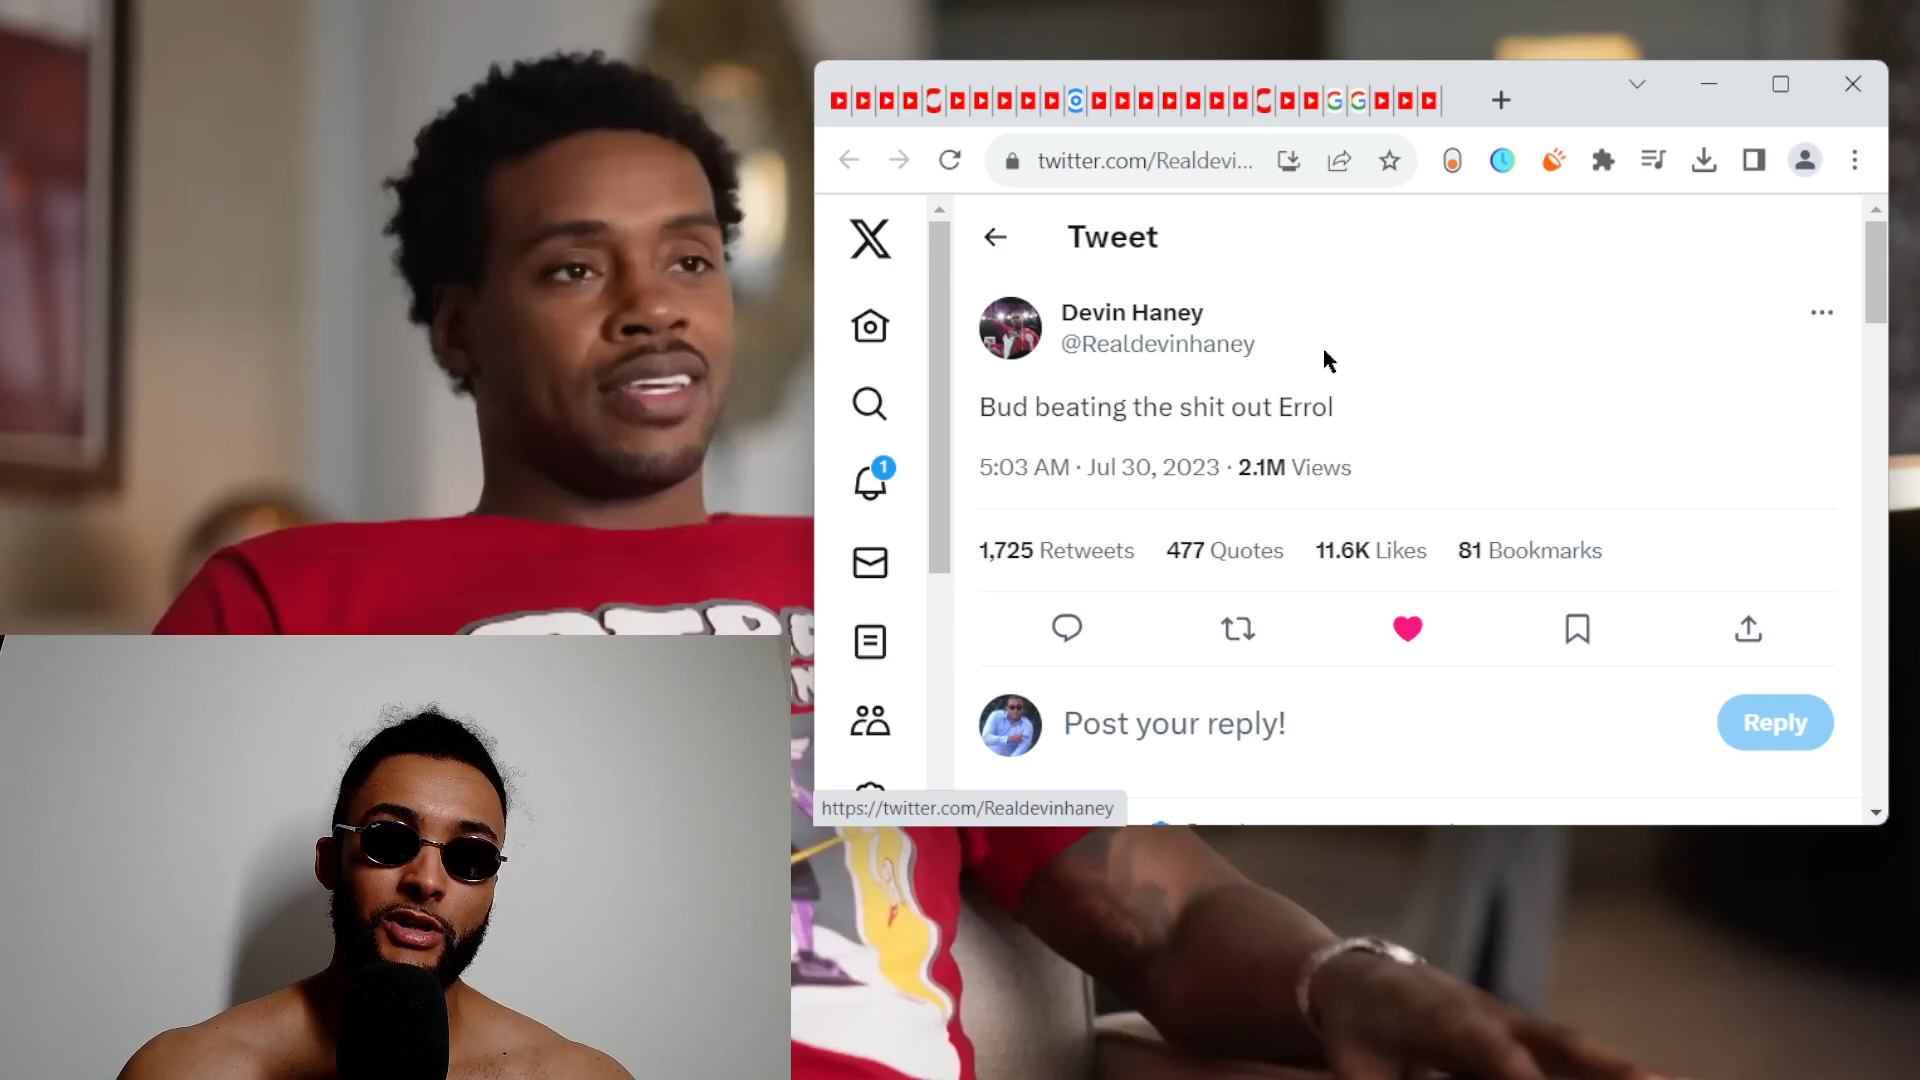 twitter.com/Realdevi...
Tweet
Devin Haney
@Realdevinhaney
Bud beating the shit out Errol
5:03 AM · Jul 30, 2023 · 2.1M Views
1,725 Retweets 477 Quotes 11.6K Likes 81 Bookmarks
1
Post your reply!
Reply
https://twitter.com/Realdevinhaney